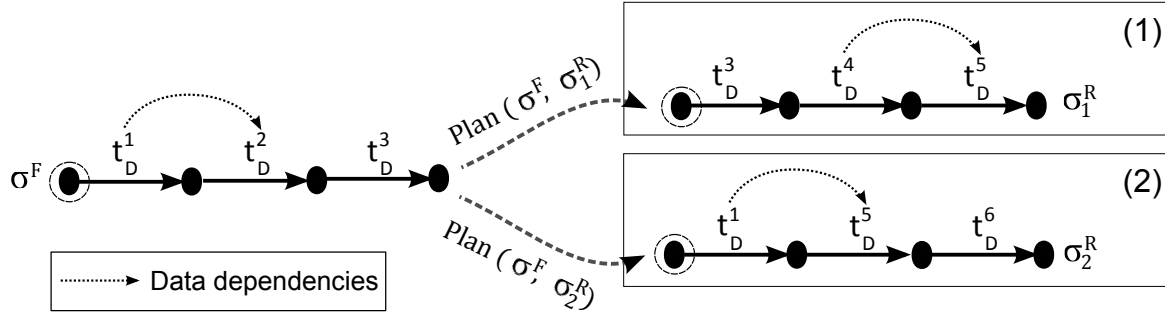 (1)
t_D^3 t_D^4 t_D^5
σ_1^R
Plan ( σ^F, σ_1^R)
t_D^1 t_D^2 t_D^3
σ^F
(2)
t_D^1 t_D^5 t_D^6
σ_2^R
Plan ( σ^F, σ_2^R)
Data dependencies